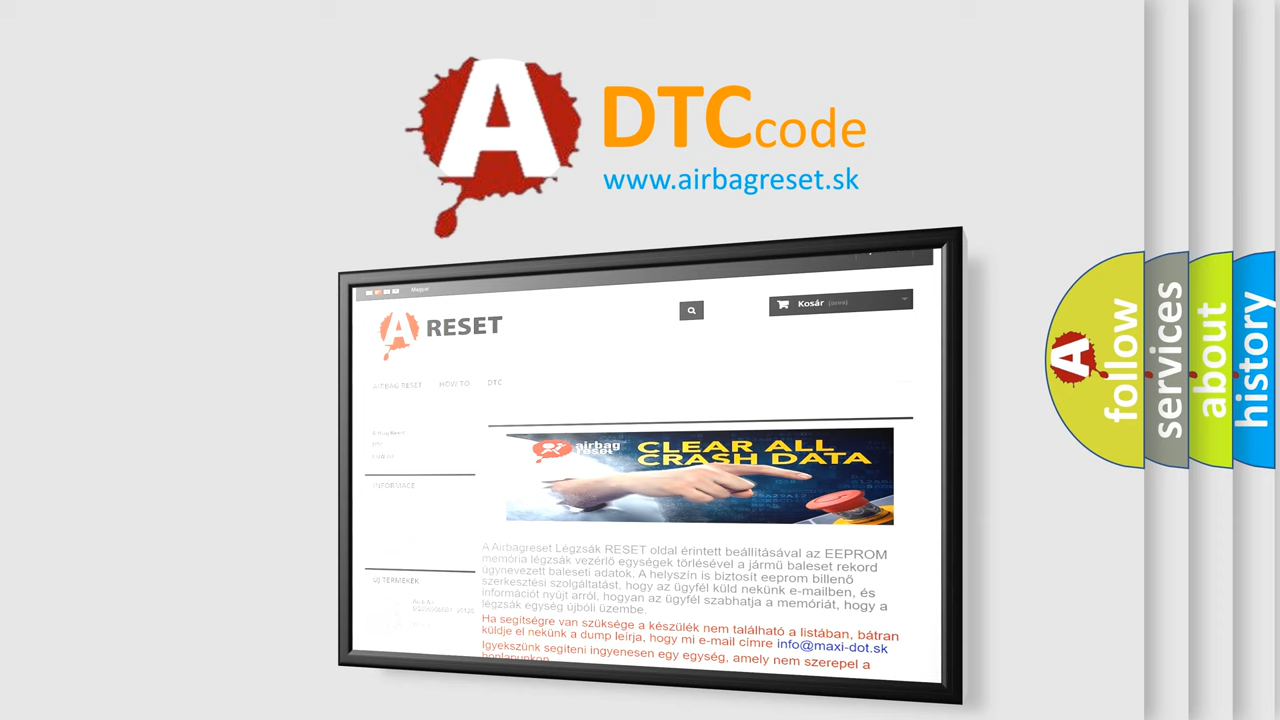 A
DTCcode
www.airbagreset.sk
Magyar
A RESET
Kosár (üres)
AIRBAG RESET HOW TO DTC
DTC
INFORMACE
airbag
reset
CLEAR ALL
CRASH DATA
A Airbagreset Légzsák RESET oldal érintett beállításával az EEPROM
memória légzsák vezérlő egységek törlésével a jármű baleset rekord
úgynevezett baleseti adatok. A helyszín is biztosít eeprom billenő
szerkesztési szolgáltatást, hogy az ügyfél küld nekünk e-mailben, és
információt nyújt arról, hogyan az ügyfél szabhatja a memóriát, hogy a
légzsák egység újbóli üzembe.
Ha segítségre van szüksége a készülék nem található a listában, bátran
küldje el nekünk a dump leírja, hogy mi e-mail címre info@maxi-dot.sk
Igyekszünk segíteni ingyenesen egy egység, amely nem szerepel a
honlapunkon
ÚJ TERMÉKEK
A
follow
services
about
history